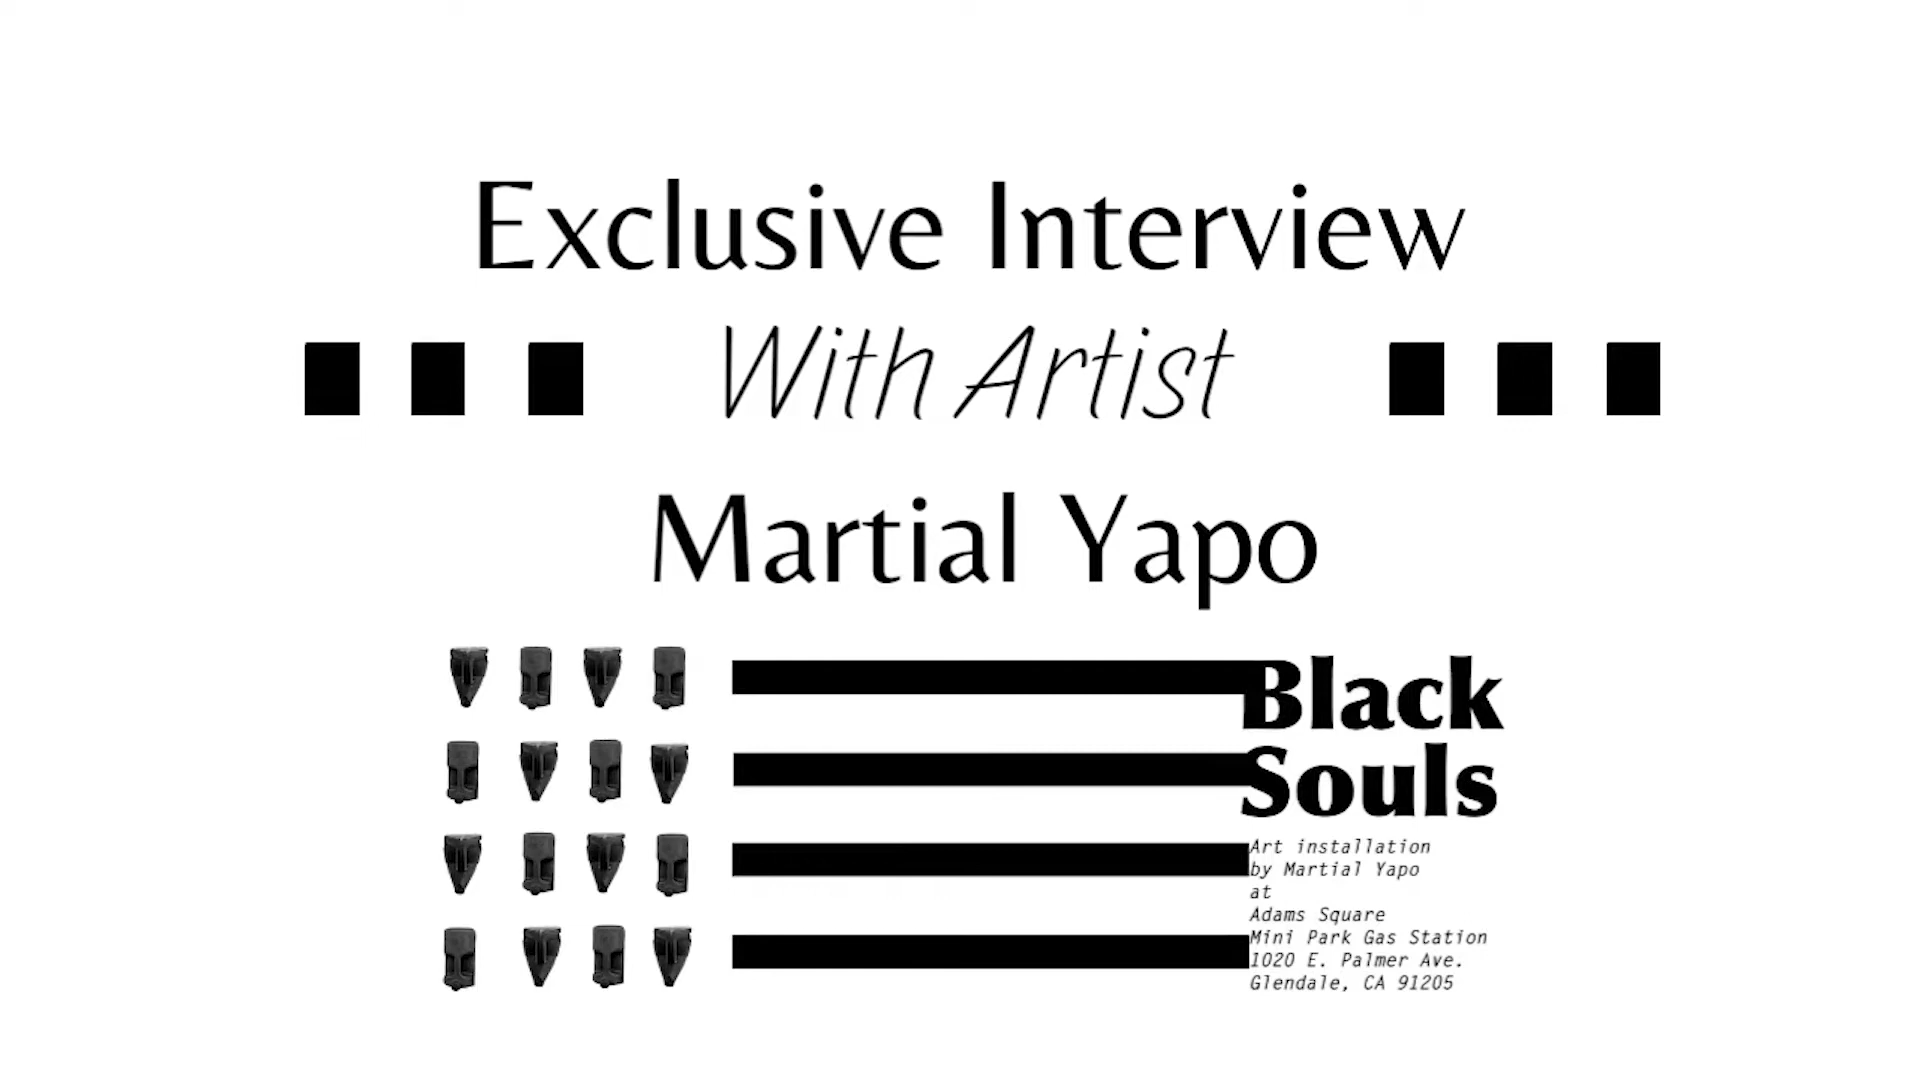 Exclusive Interview
With Artist
Martial Yapo
Black
Souls
Art installation
by Martial Yapo
at
Adams Square
Mini Park Gas Station
1020 E. Palmer Ave.
Glendale, CA 91205